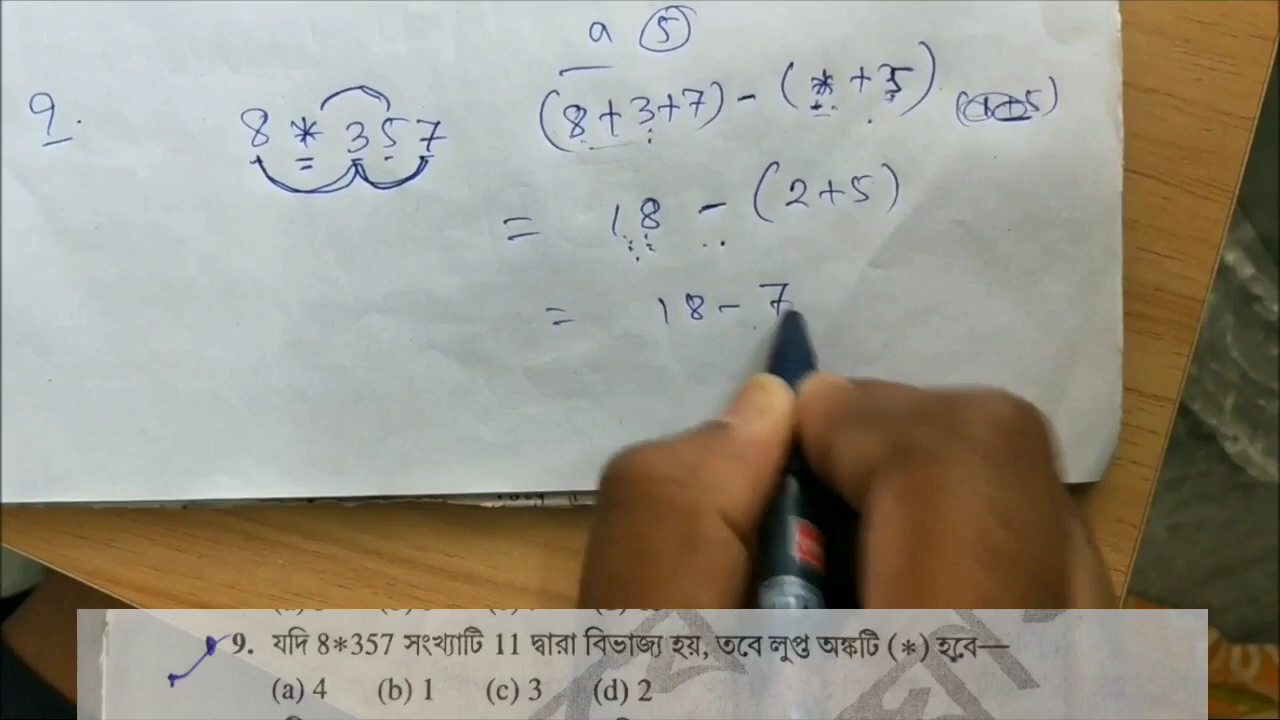 a (5)
9.
8 * 3 5 7
(8+3+7) - (* + 5)
= 18 - (2+5)
= 18 - 7
9. যদি 8*357 সংখ্যাটি 11 দ্বারা বিভাজ্য হয়, তবে লুপ্ত অঙ্কটি (*) হবে—
(a) 4 (b) 1 (c) 3 (d) 2